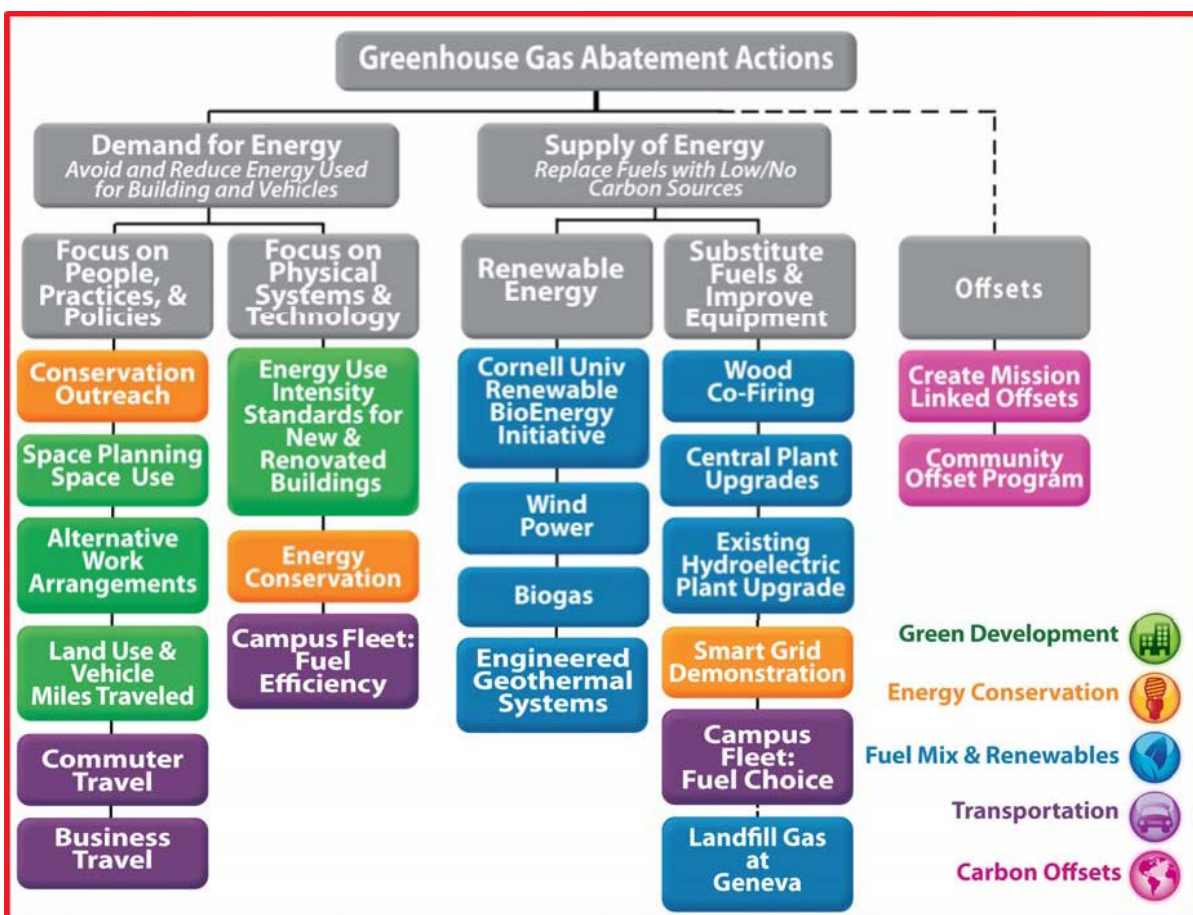 Greenhouse Gas Abatement Actions
Demand for Energy
Avoid and Reduce Energy Used
for Building and Vehicles
Supply of Energy
Replace Fuels with Low/No
Carbon Sources
Focus on
People,
Practices, &
Policies
Conservation
Outreach
Space Planning
Space Use
Alternative
Work
Arrangements
Land Use &
Vehicle
Miles Traveled
Commuter
Travel
Business
Travel
Focus on
Physical
Systems &
Technology
Energy Use
Intensity
Standards for
New &
Renovated
Buildings
Energy
Conservation
Campus Fleet:
Fuel
Efficiency
Renewable
Energy
Cornell Univ
Renewable
BioEnergy
Initiative
Wind
Power
Biogas
Engineered
Geothermal
Systems
Substitute
Fuels &
Improve
Equipment
Wood
Co-Firing
Central Plant
Upgrades
Existing
Hydroelectric
Plant Upgrade
Smart Grid
Demonstration
Campus
Fleet:
Fuel Choice
Landfill Gas
at
Geneva
Offsets
Create Mission
Linked Offsets
Community
Offset Program
Green Development
Energy Conservation
Fuel Mix & Renewables
Transportation
Carbon Offsets